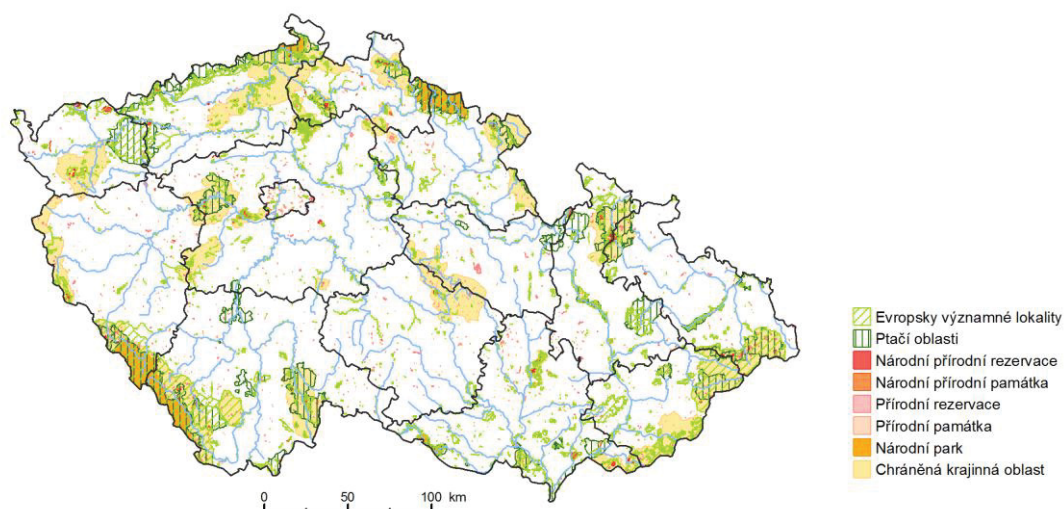 Evropsky významné lokality
Ptačí oblasti
Národní přírodní rezervace
Národní přírodní památka
Přírodní rezervace
Přírodní památka
Národní park
Chráněná krajinná oblast
0 50 100 km